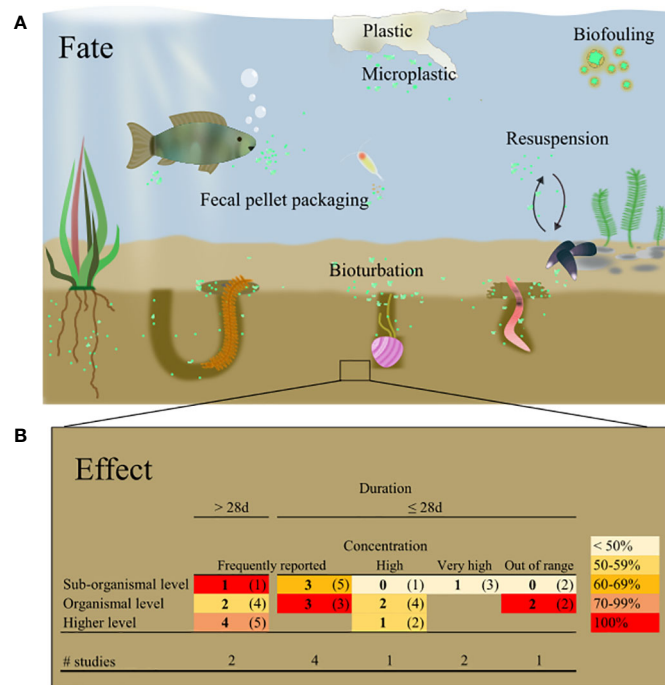 A
Fate
Plastic
Microplastic
Biofouling
Resuspension
Fecal pellet packaging
Bioturbation
B
Effect
Duration
> 28d ≤ 28d
Concentration
Frequently reported High Very high Out of range
Sub-organismal level 1 (1) 3 (5) 0 (1) 1 (3) 0 (2)
Organismal level 2 (4) 3 (3) 2 (4) 2 (2)
Higher level 4 (5) 1 (2)
# studies 2 4 1 2 1
< 50%
50-59%
60-69%
70-99%
100%